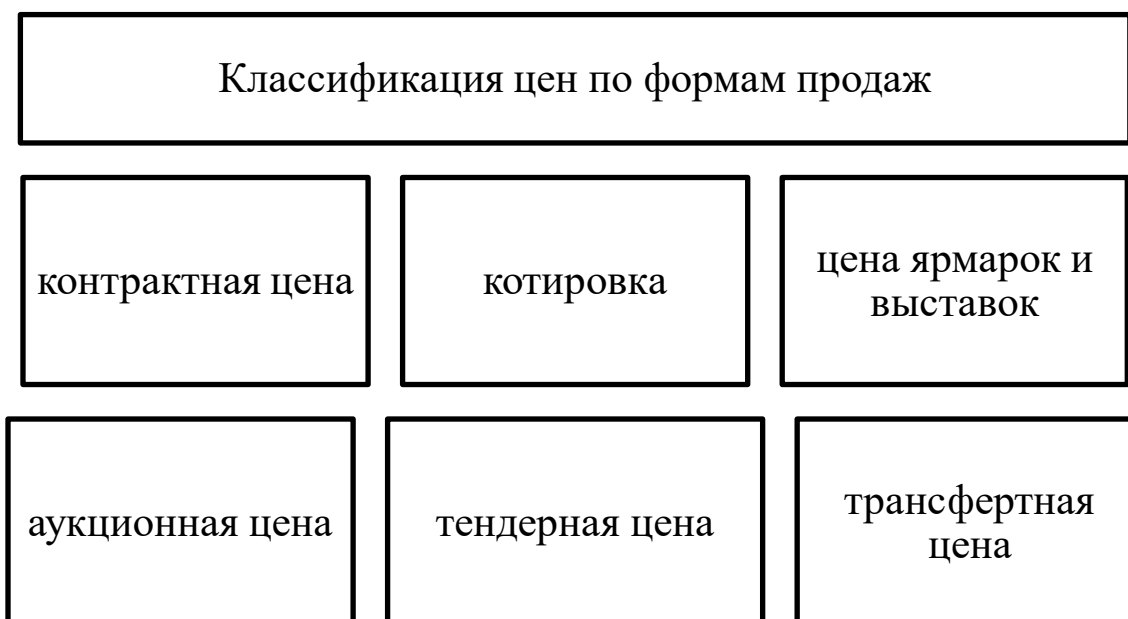 Классификация цен по формам продаж
контрактная цена
котировка
цена ярмарок и
выставок
аукционная цена
тендерная цена
трансфертная
цена